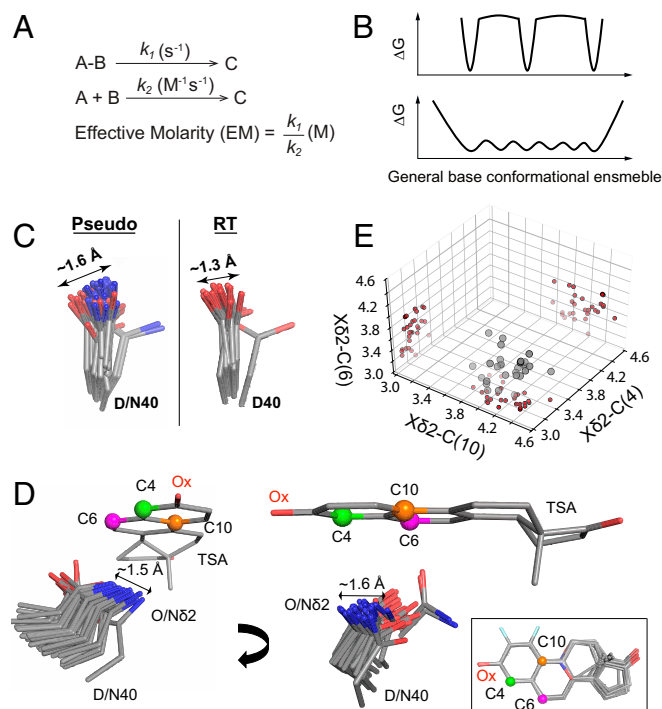 A
A-B k₁ (s⁻¹) C
A + B k₂ (M⁻¹s⁻¹) C
Effective Molarity (EM) = k₁/k₂ (M)
B
ΔG
ΔG
General base conformational ensmeble
C
Pseudo
RT
~1.6 Å
~1.3 Å
D/N40
D40
E
4.6
4.2
3.8
3.4
3.0
Xδ2-C(6)
3.0
3.4
3.8
4.2
4.6
Xδ2-C(10)
3.0
3.4
3.8
4.2
4.6
Xδ2-C(4)
D
C4
Ox
C6
C10
TSA
~1.5 Å
O/Nδ2
D/N40
Ox
C10
TSA
C4
C6
~1.6 Å
O/Nδ2
D/N40
C10
Ox
C4
C6